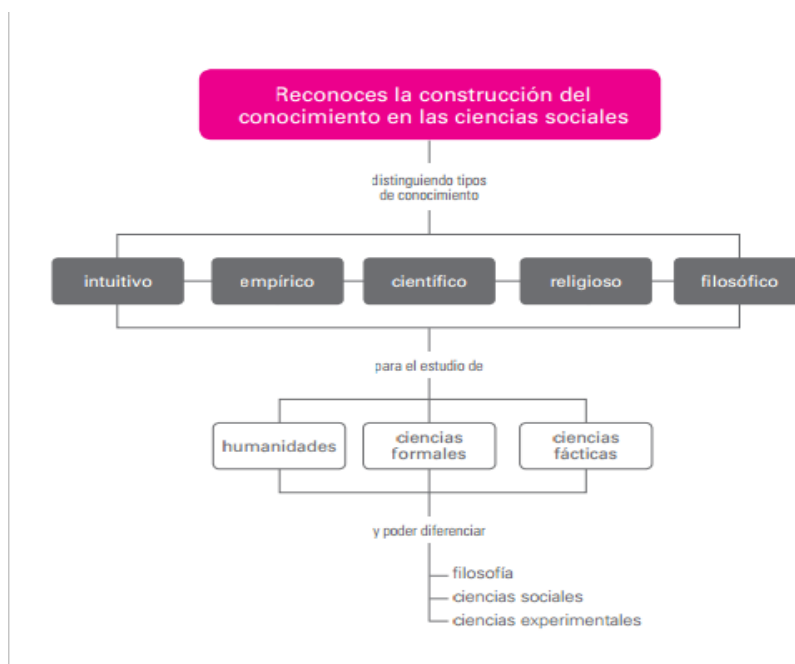 Reconoces la construcción del
conocimiento en las ciencias sociales
distinguiendo tipos
de conocimiento
intuitivo
empírico
científico
religioso
filosófico
para el estudio de
humanidades
ciencias
formales
ciencias
fácticas
y poder diferenciar
filosofía
ciencias sociales
ciencias experimentales